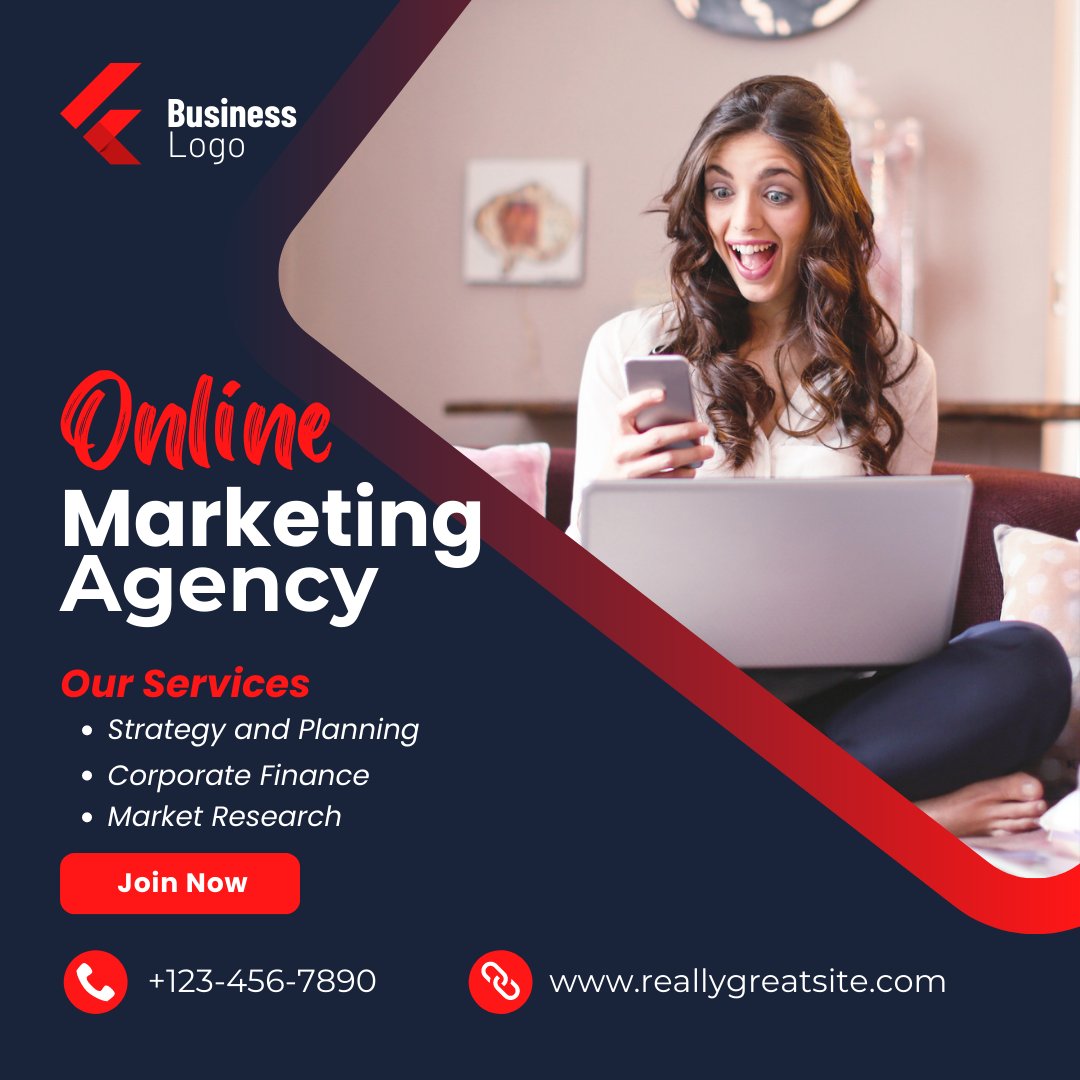 Business
Logo
Online
Marketing
Agency
Our Services
• Strategy and Planning
• Corporate Finance
• Market Research
Join Now
+123-456-7890
www.reallygreatsite.com